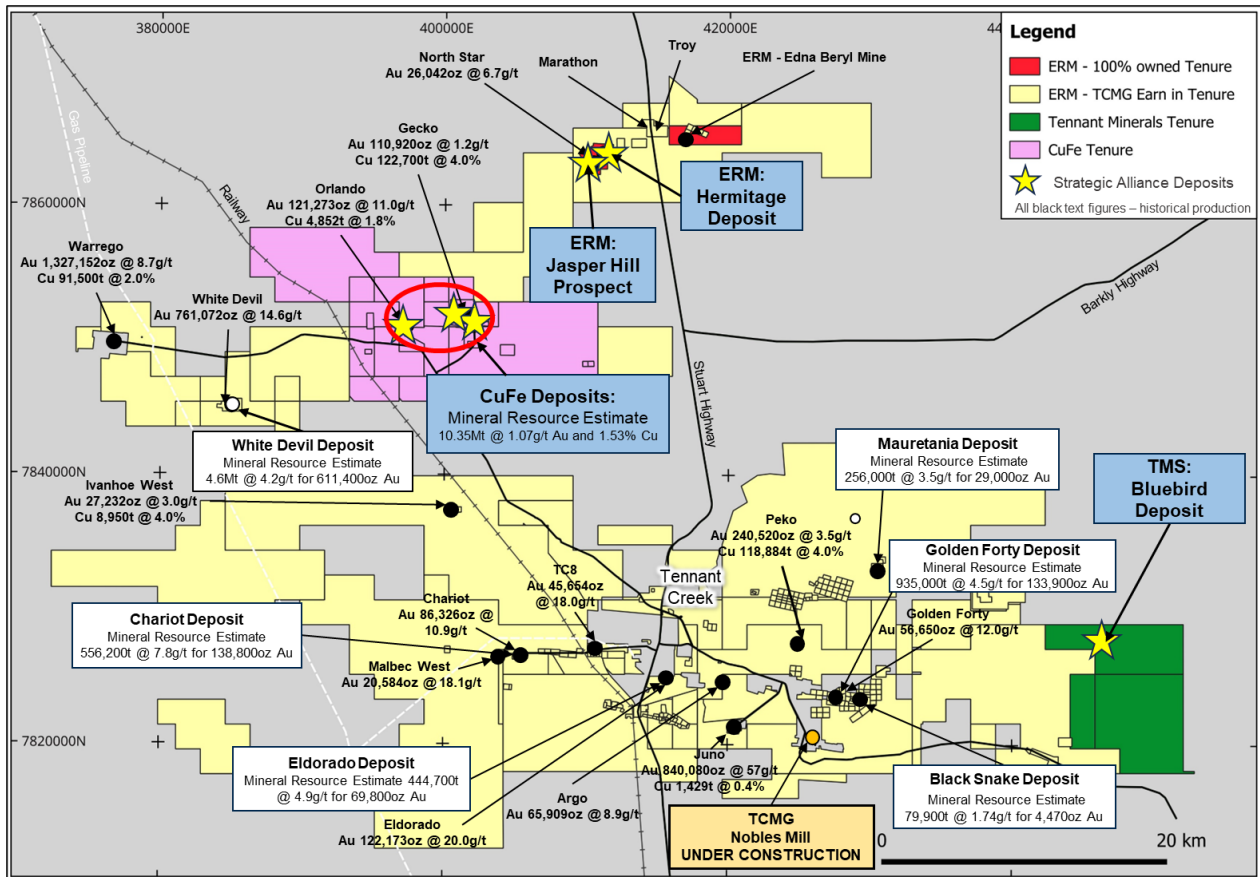 380000E
400000E
420000E
44
Legend
ERM - 100% owned Tenure
ERM - TCMG Earn in Tenure
Tennant Minerals Tenure
CuFe Tenure
Strategic Alliance Deposits
All black text figures – historical production
North Star
Au 26,042oz @ 6.7g/t
Marathon
Troy
ERM - Edna Beryl Mine
Gas Pipeline
Railway
Gecko
Au 110,920oz @ 1.2g/t
Cu 122,700t @ 4.0%
Orlando
Au 121,273oz @ 11.0g/t
Cu 4,852t @ 1.8%
ERM:
Hermitage
Deposit
7860000N
ERM:
Jasper Hill
Prospect
Warrego
Au 1,327,152oz @ 8.7g/t
Cu 91,500t @ 2.0%
White Devil
Au 761,072oz @ 14.6g/t
Barkly Highway
Stuart Highway
CuFe Deposits:
Mineral Resource Estimate
10.35Mt @ 1.07g/t Au and 1.53% Cu
White Devil Deposit
Mineral Resource Estimate
4.6Mt @ 4.2g/t for 611,400oz Au
7840000N
Mauretania Deposit
Mineral Resource Estimate
256,000t @ 3.5g/t for 29,000oz Au
TMS:
Bluebird
Deposit
Ivanhoe West
Au 27,232oz @ 3.0g/t
Cu 8,950t @ 4.0%
Peko
Au 240,520oz @ 3.5g/t
Cu 118,884t @ 4.0%
Golden Forty Deposit
Mineral Resource Estimate
935,000t @ 4.5g/t for 133,900oz Au
Tennant
Creek
TC8
Au 45,654oz
@ 18.0g/t
Chariot
Au 86,326oz @
10.9g/t
Golden Forty
Au 56,650oz @ 12.0g/t
Chariot Deposit
Mineral Resource Estimate
556,200t @ 7.8g/t for 138,800oz Au
Malbec West
Au 20,584oz @18.1g/t
7820000N
Eldorado Deposit
Mineral Resource Estimate 444,700t
@ 4.9g/t for 69,800oz Au
Juno
Au 840,080oz @ 57g/t
Cu 1,429t @ 0.4%
Black Snake Deposit
Mineral Resource Estimate
79,900t @ 1.74g/t for 4,470oz Au
Argo
Au 65,909oz @ 8.9g/t
Eldorado
Au 122,173oz @ 20.0g/t
TCMG
Nobles Mill
UNDER CONSTRUCTION
0
20 km